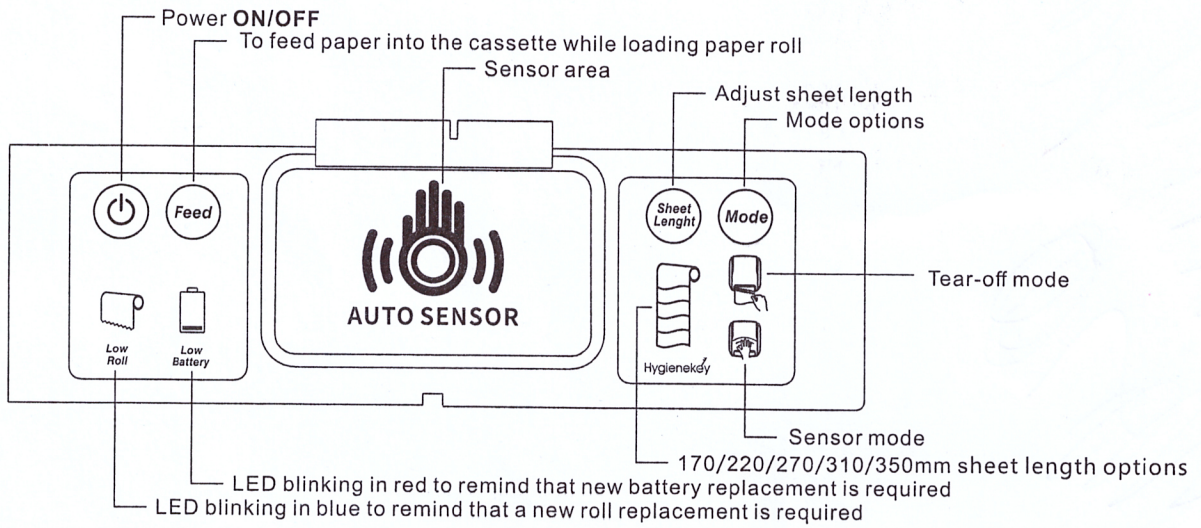 Power ON/OFF
To feed paper into the cassette while loading paper roll
Sensor area
Adjust sheet length
Mode options
Feed
Sheet
Lenght
Mode
AUTO SENSOR
Tear-off mode
Low
Roll
Low
Battery
Hygienekey
Sensor mode
170/220/270/310/350mm sheet length options
LED blinking in red to remind that new battery replacement is required
LED blinking in blue to remind that a new roll replacement is required